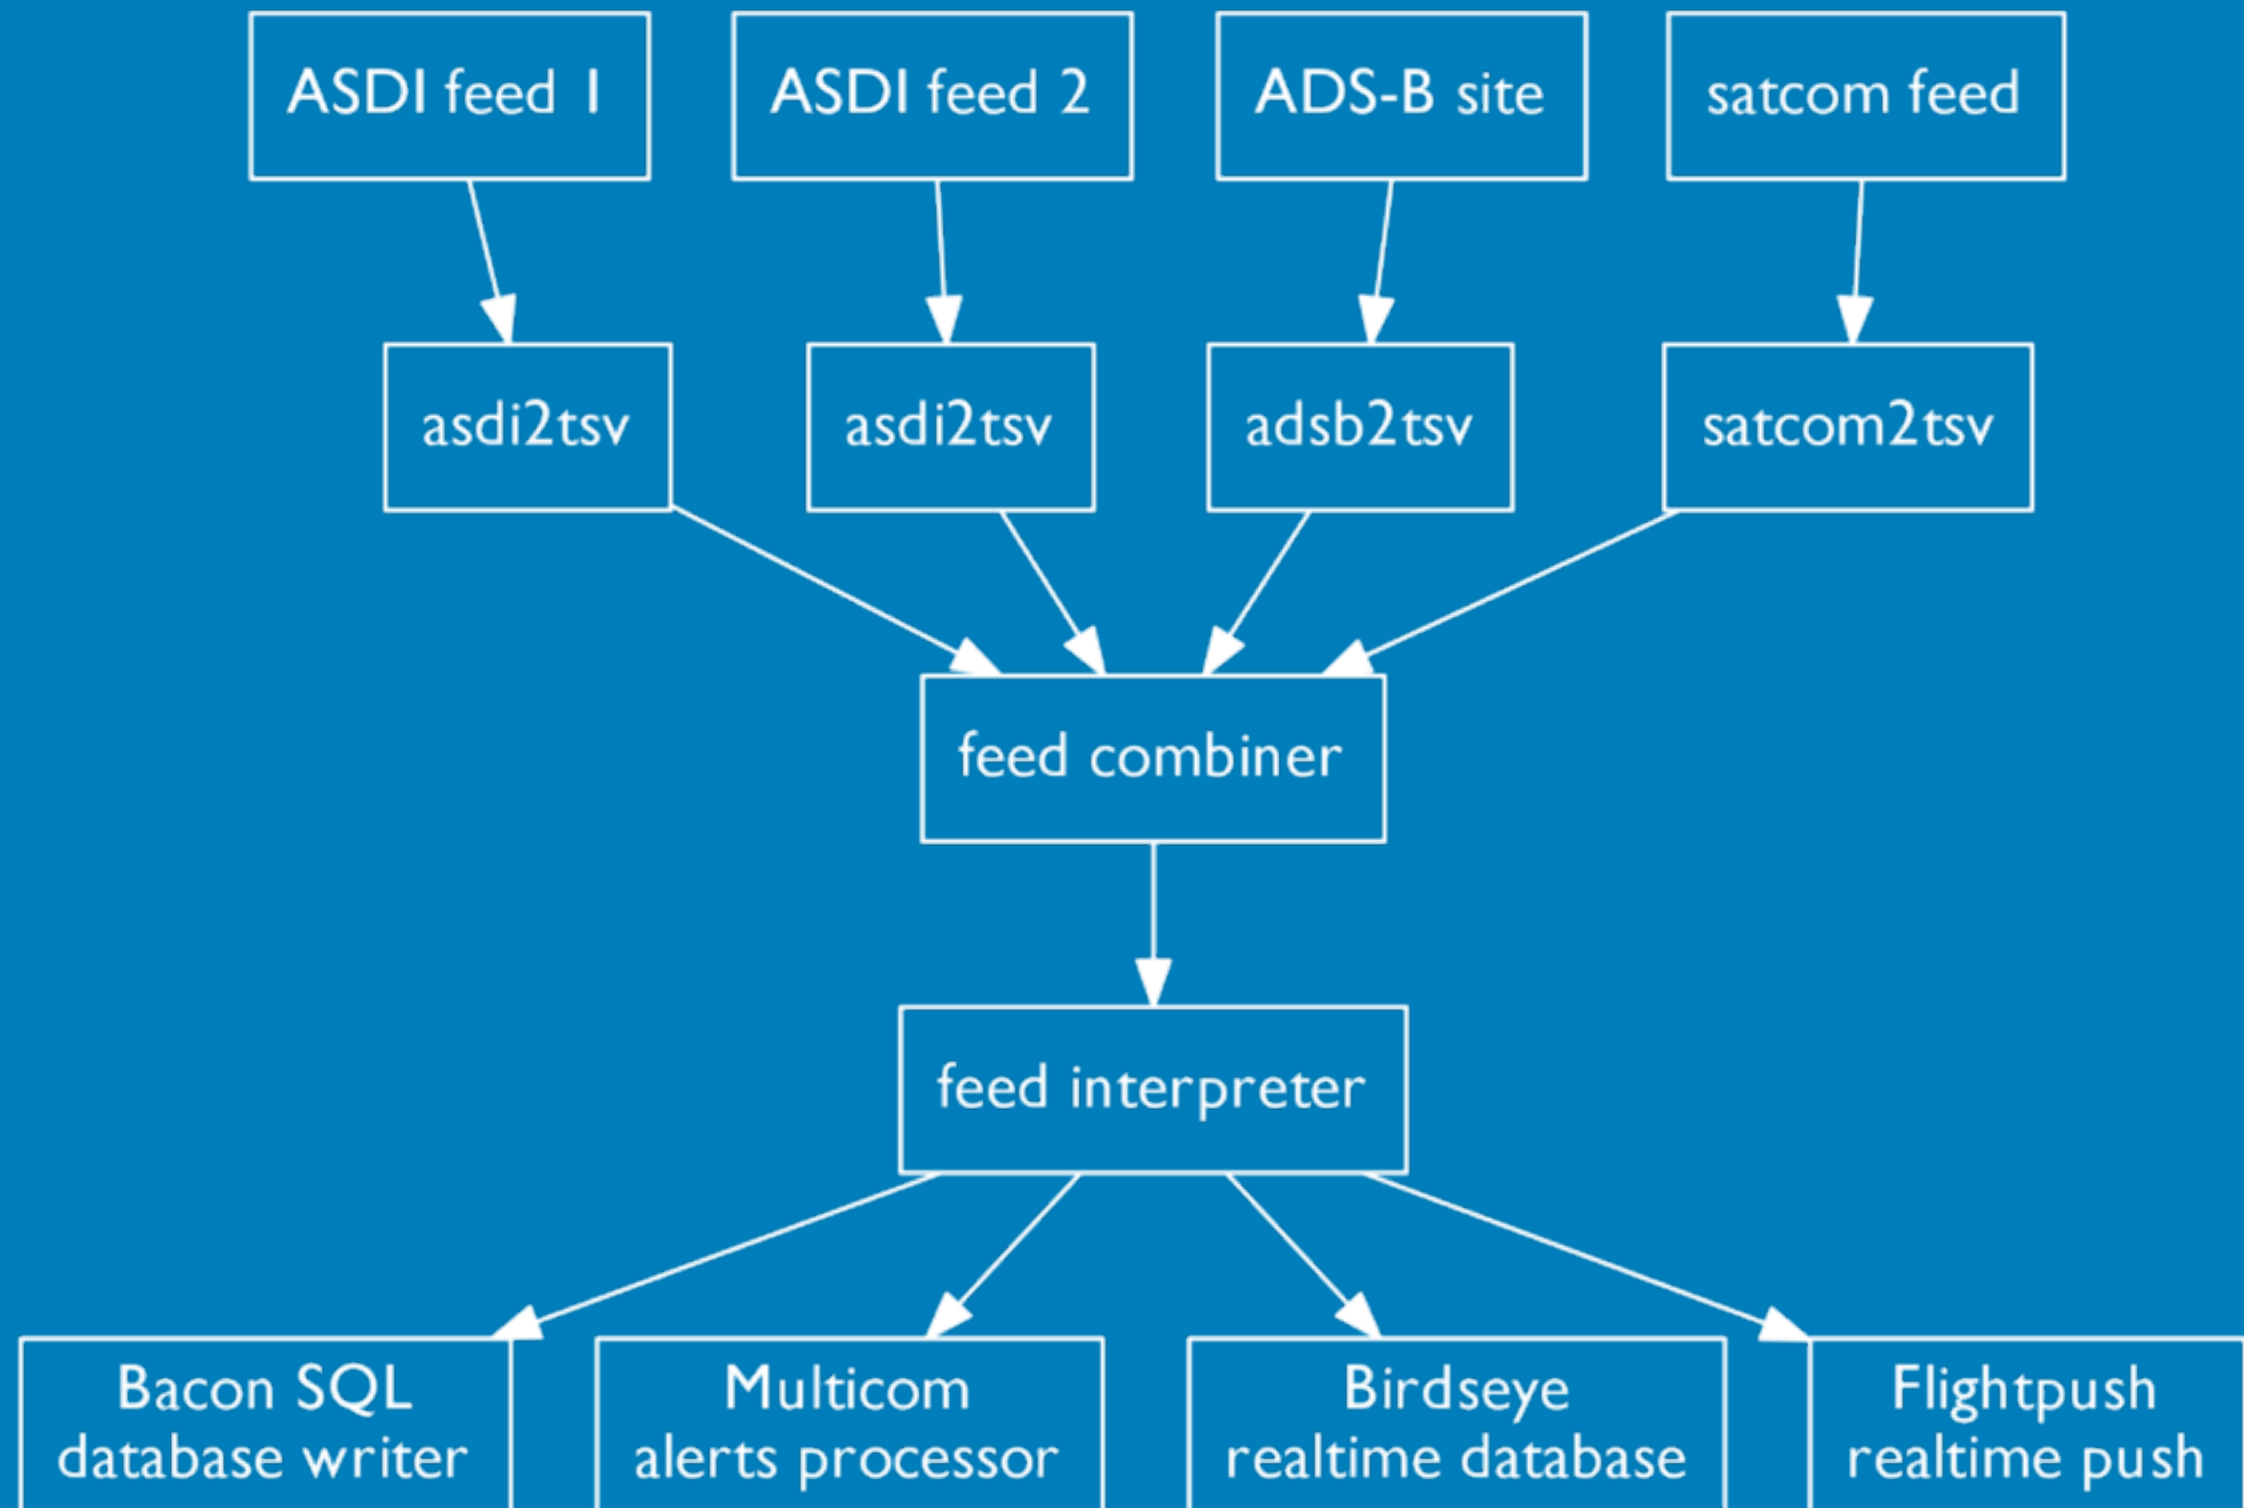 ASDI feed 1
ASDI feed 2
ADS-B site
satcom feed
asdi2tsv
asdi2tsv
adsb2tsv
satcom2tsv
feed combiner
feed interpreter
Bacon SQL
database writer
Multicom
alerts processor
Birdseye
realtime database
Flightpush
realtime push